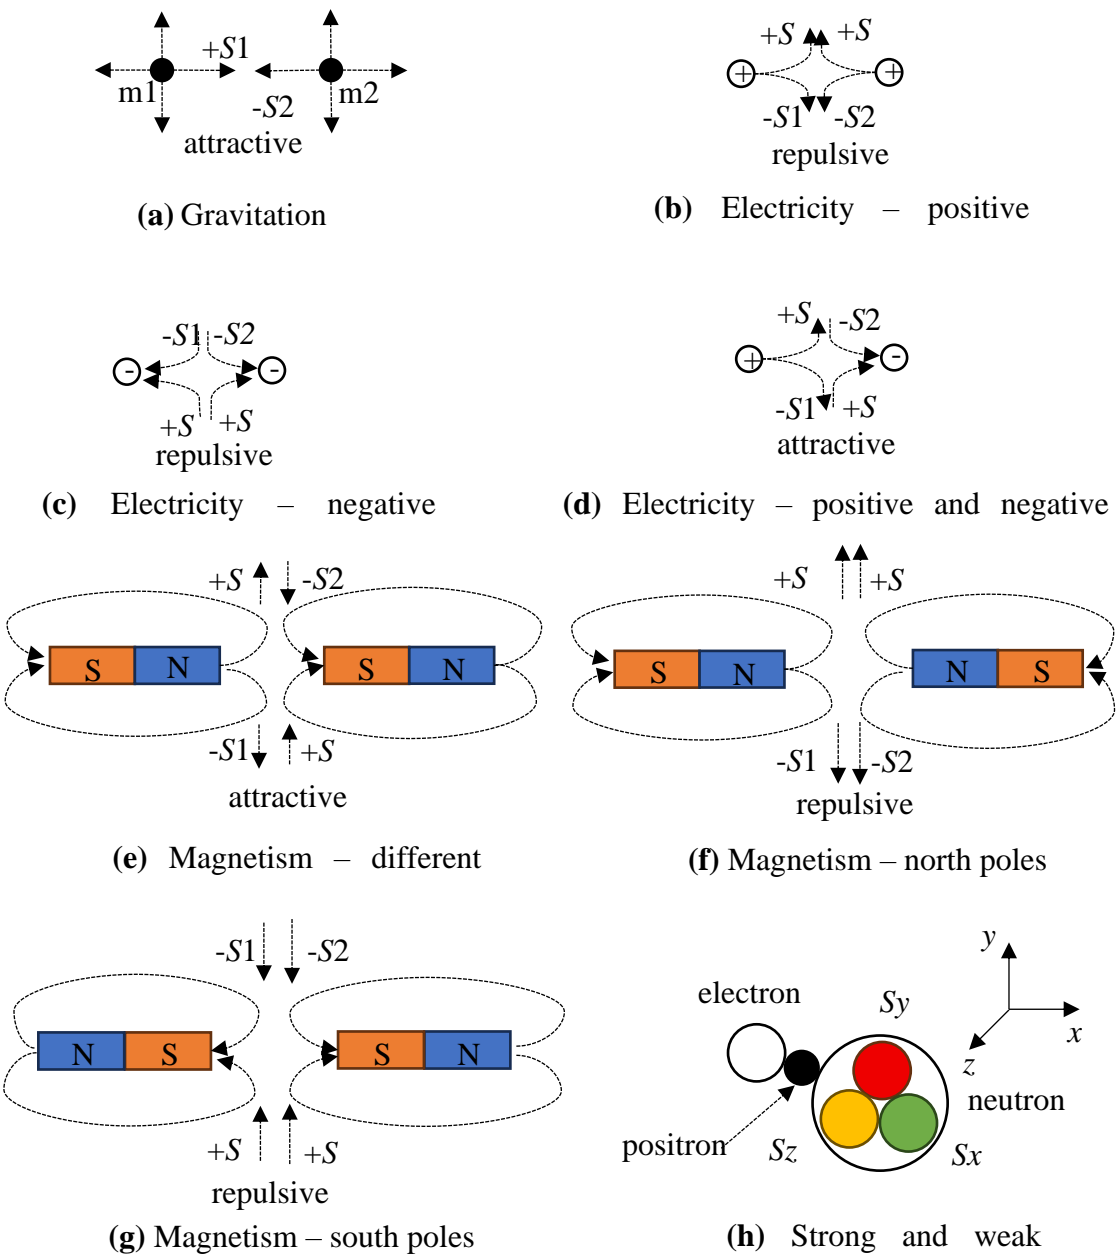 +S1
m1
-S2
m2
attractive
(a) Gravitation
+S +S
+ +
-S1 -S2
repulsive
(b) Electricity – positive
-S1 -S2
- -
+S +S
repulsive
(c) Electricity – negative
+S -S2
+ -
-S1 +S
attractive
(d) Electricity – positive and negative
+S -S2
S N S N
-S1 +S
attractive
(e) Magnetism – different
+S +S
S N N S
-S1 -S2
repulsive
(f) Magnetism – north poles
-S1 -S2
N S S N
+S +S
repulsive
(g) Magnetism – south poles
y
x
z
electron
Sy
neutron
positron
Sz
Sx
(h) Strong and weak